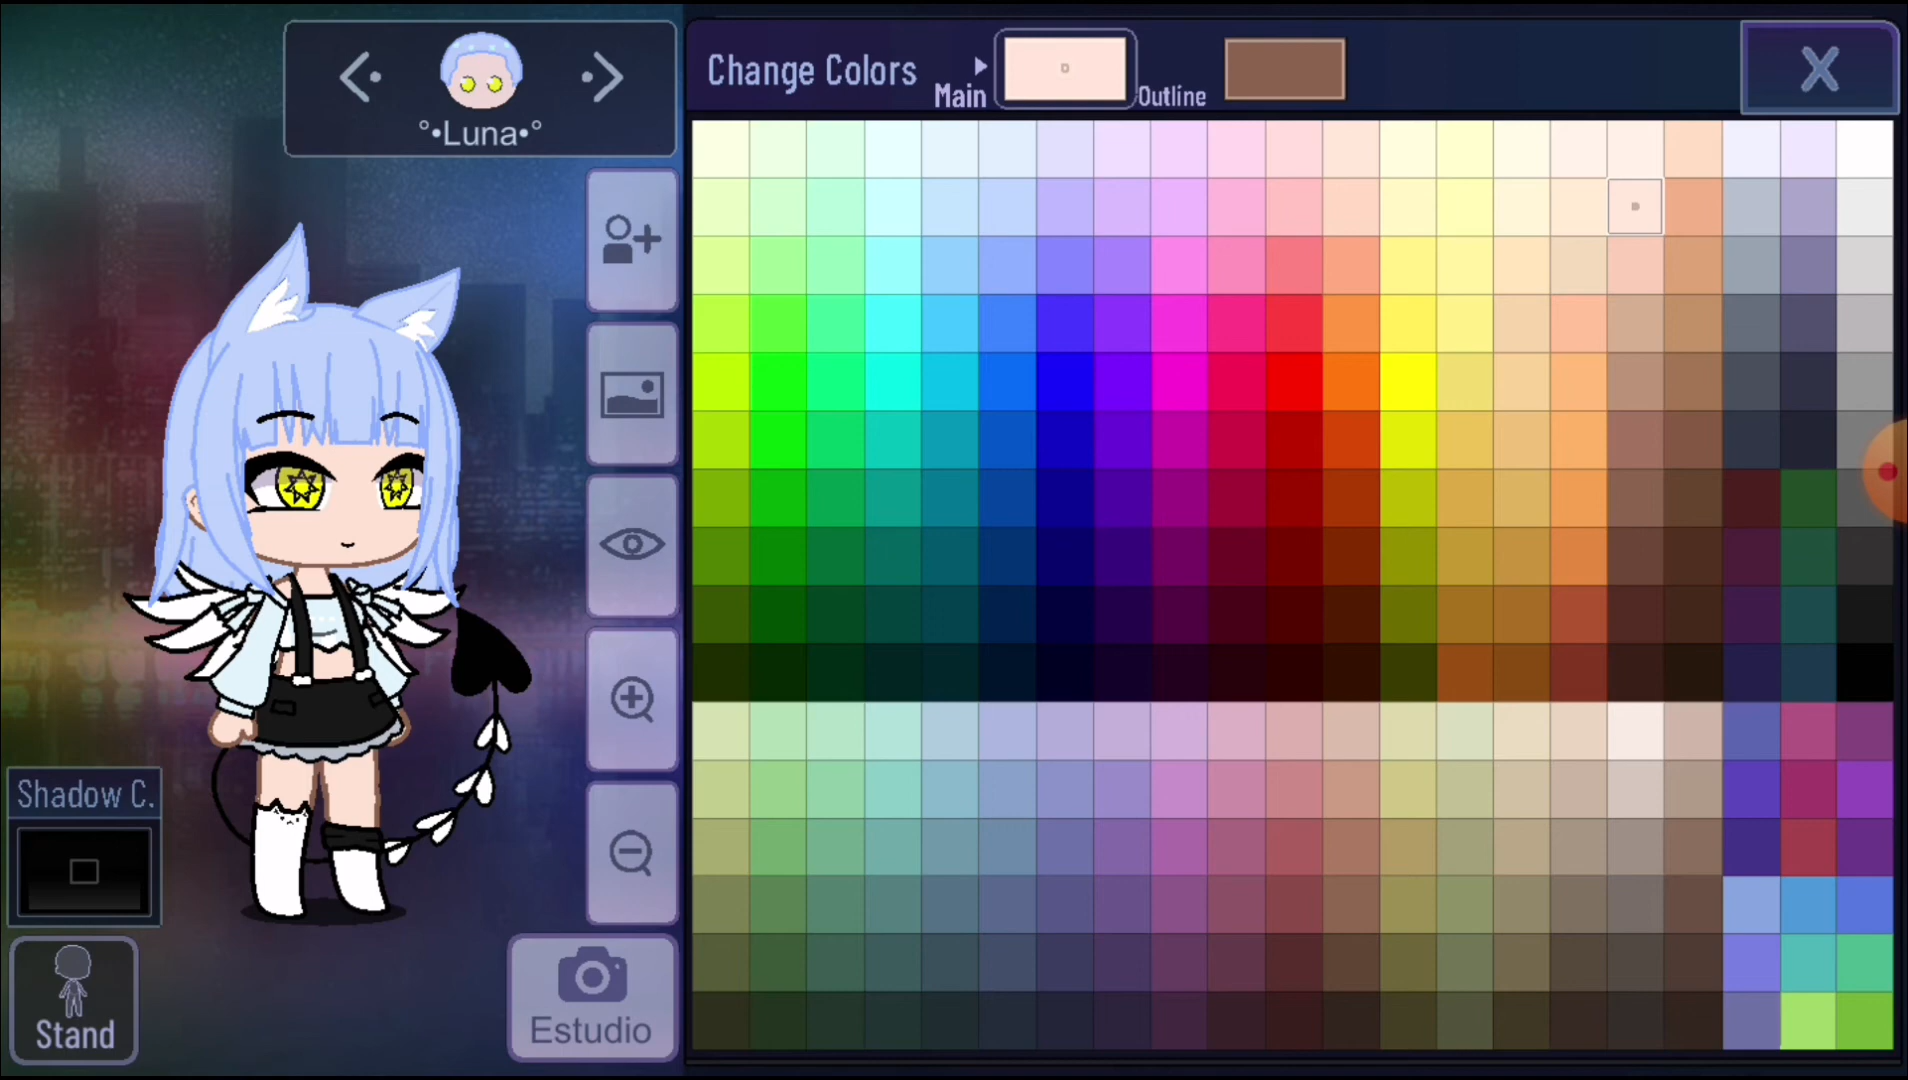 °•Luna•°
Change Colors
Main
Outline
X
Shadow C.
Stand
Estudio